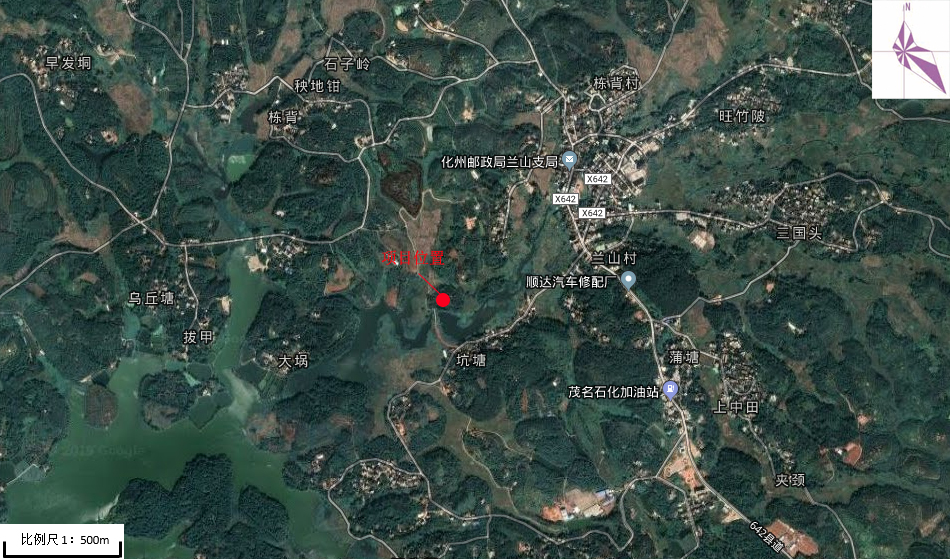 N
早发垌
石子岭
秧地钳
栋背
栋背村
旺竹陂
化州邮政局兰山支局
X642
X642
X642
三国头
兰山村
项目位置
顺达汽车修配厂
乌丘塘
拔甲
大埚
坑塘
蒲塘
茂名石化加油站
上中田
©2019 Google
夹颈
642县道
比例尺 1：500m